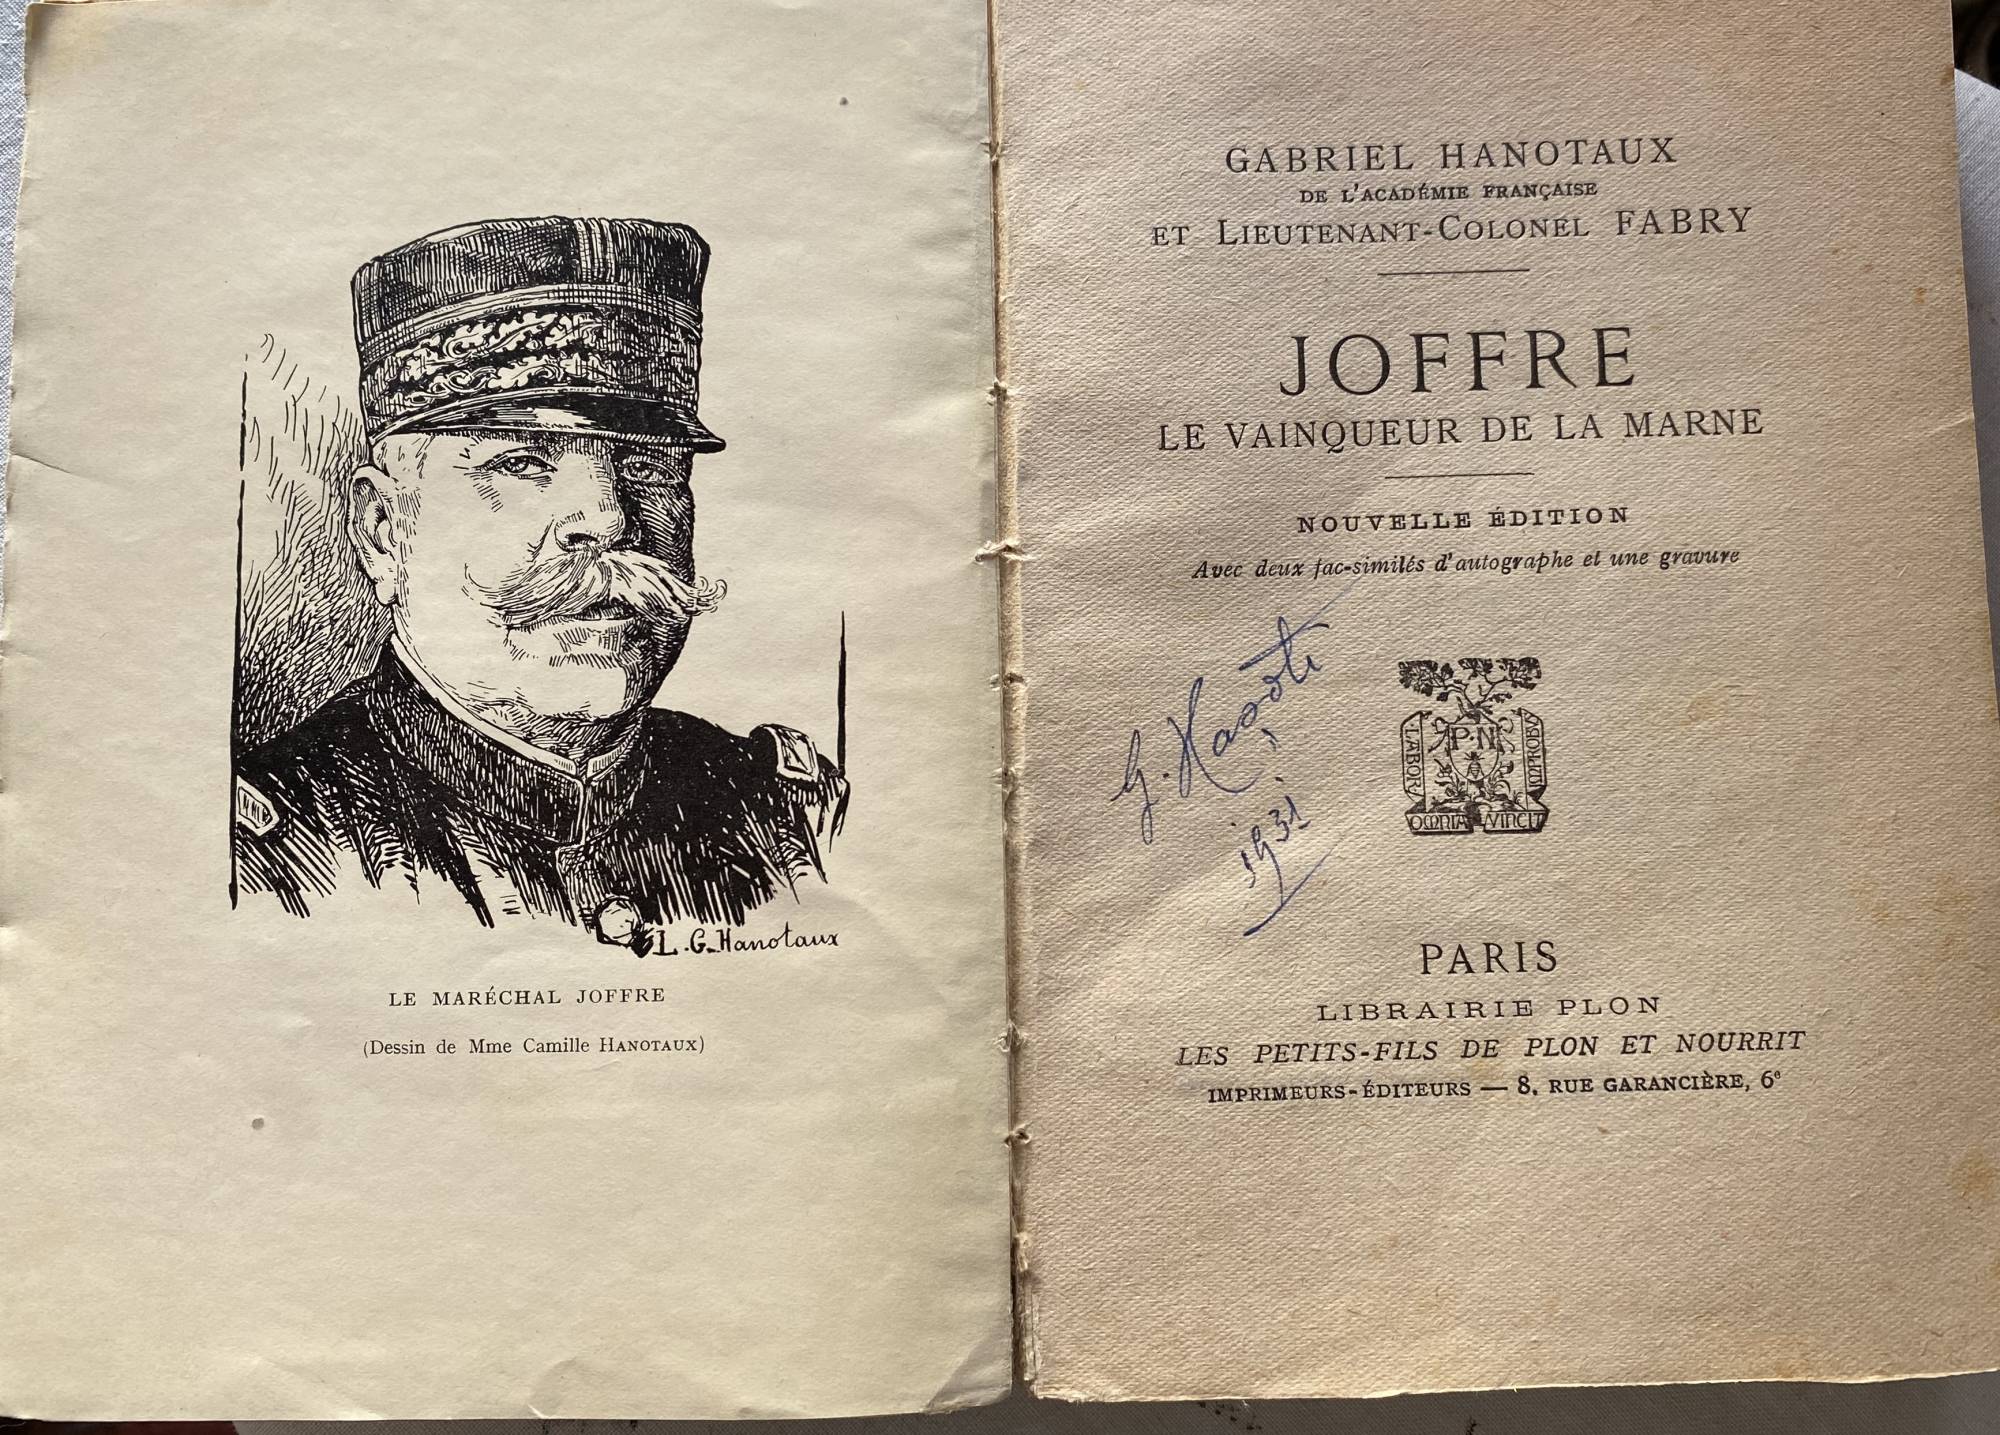 L. G. Hanotaux
LE MARÉCHAL JOFFRE
(Dessin de Mme Camille HANOTAUX)
GABRIEL HANOTAUX
DE L'ACADÉMIE FRANÇAISE
ET LIEUTENANT-COLONEL FABRY
JOFFRE
LE VAINQUEUR DE LA MARNE
NOUVELLE ÉDITION
Avec deux fac-similés d'autographe et une gravure
G.
1931
P·N
LABOR
IMPROBUS
OMNIA VINCIT
PARIS
LIBRAIRIE PLON
LES PETITS-FILS DE PLON ET NOURRIT
IMPRIMEURS-ÉDITEURS — 8, RUE GARANCIÈRE, 6e